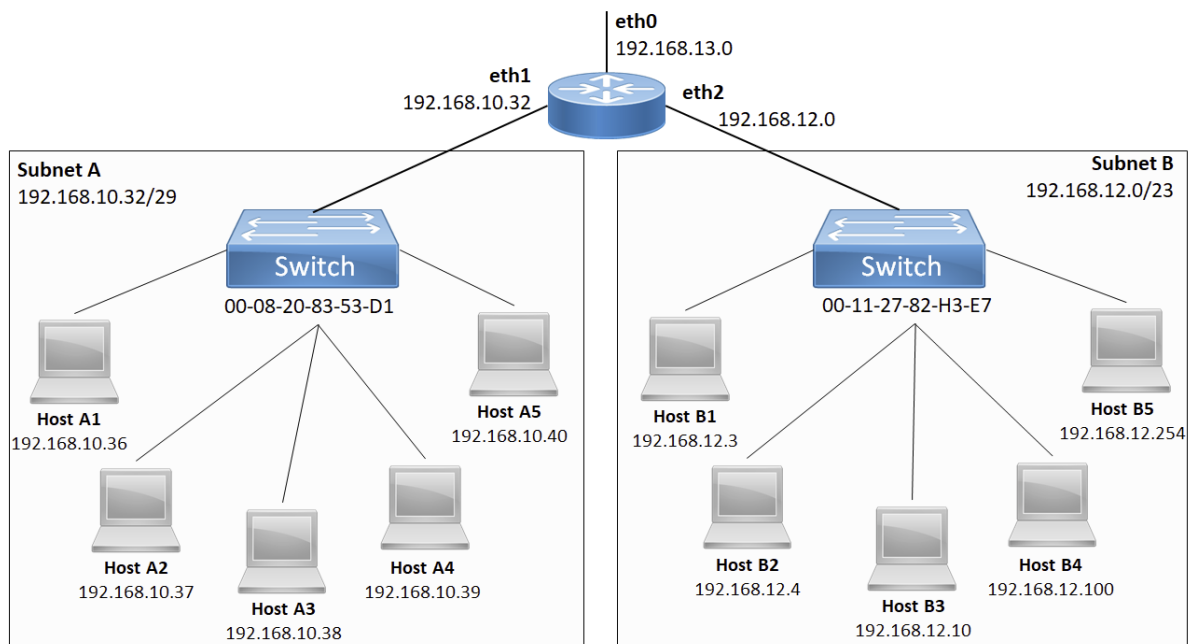 eth0
192.168.13.0
eth1
192.168.10.32
eth2
192.168.12.0
Subnet A
192.168.10.32/29
Switch
00-08-20-83-53-D1
Host A1
192.168.10.36
Host A2
192.168.10.37
Host A3
192.168.10.38
Host A4
192.168.10.39
Host A5
192.168.10.40
Subnet B
192.168.12.0/23
Switch
00-11-27-82-H3-E7
Host B1
192.168.12.3
Host B2
192.168.12.4
Host B3
192.168.12.10
Host B4
192.168.12.100
Host B5
192.168.12.254